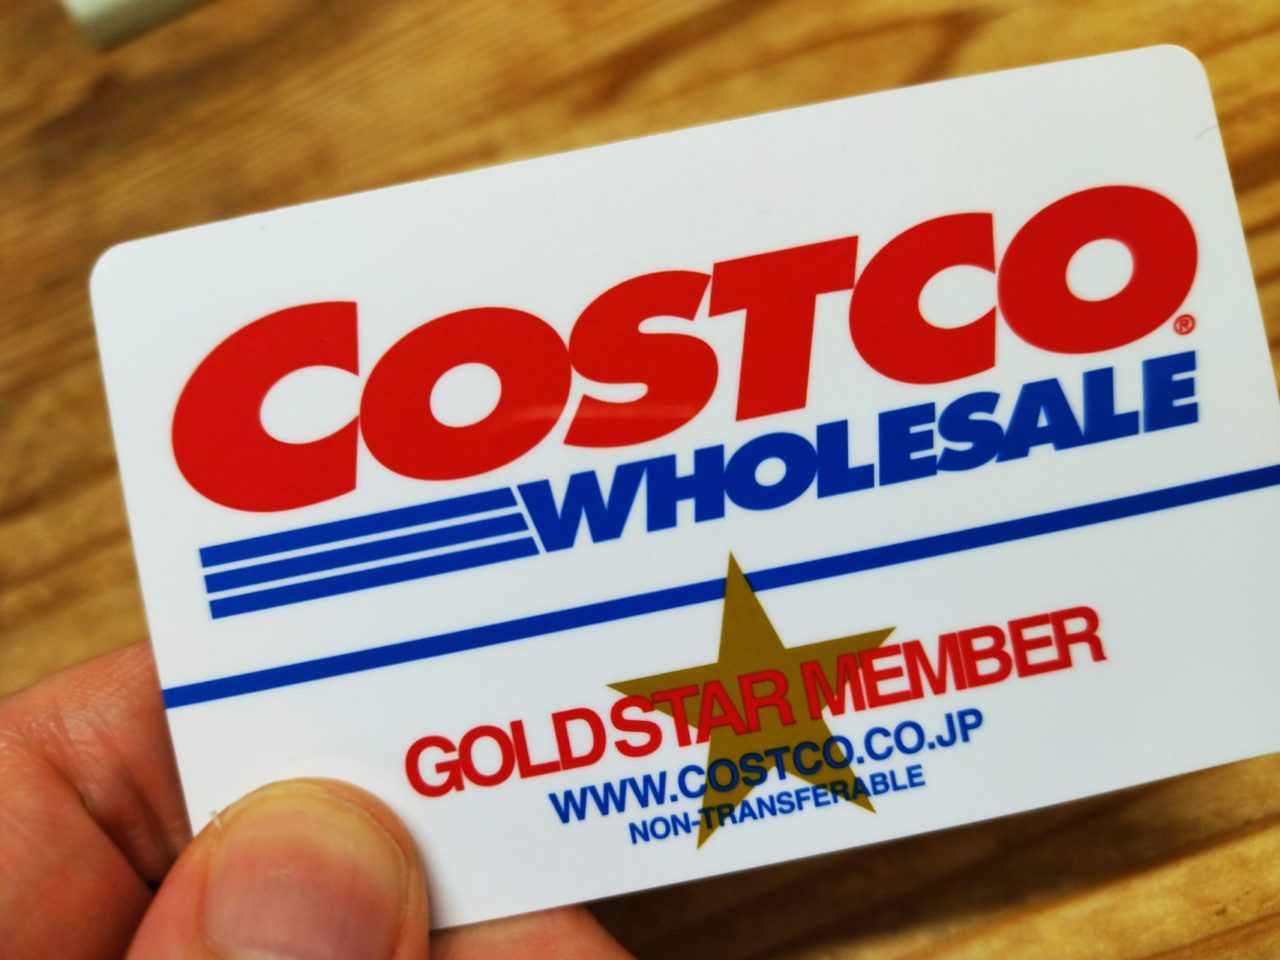 COSTCO®
WHOLESALE
GOLD STAR MEMBER
WWW.COSTCO.CO.JP
NON-TRANSFERABLE